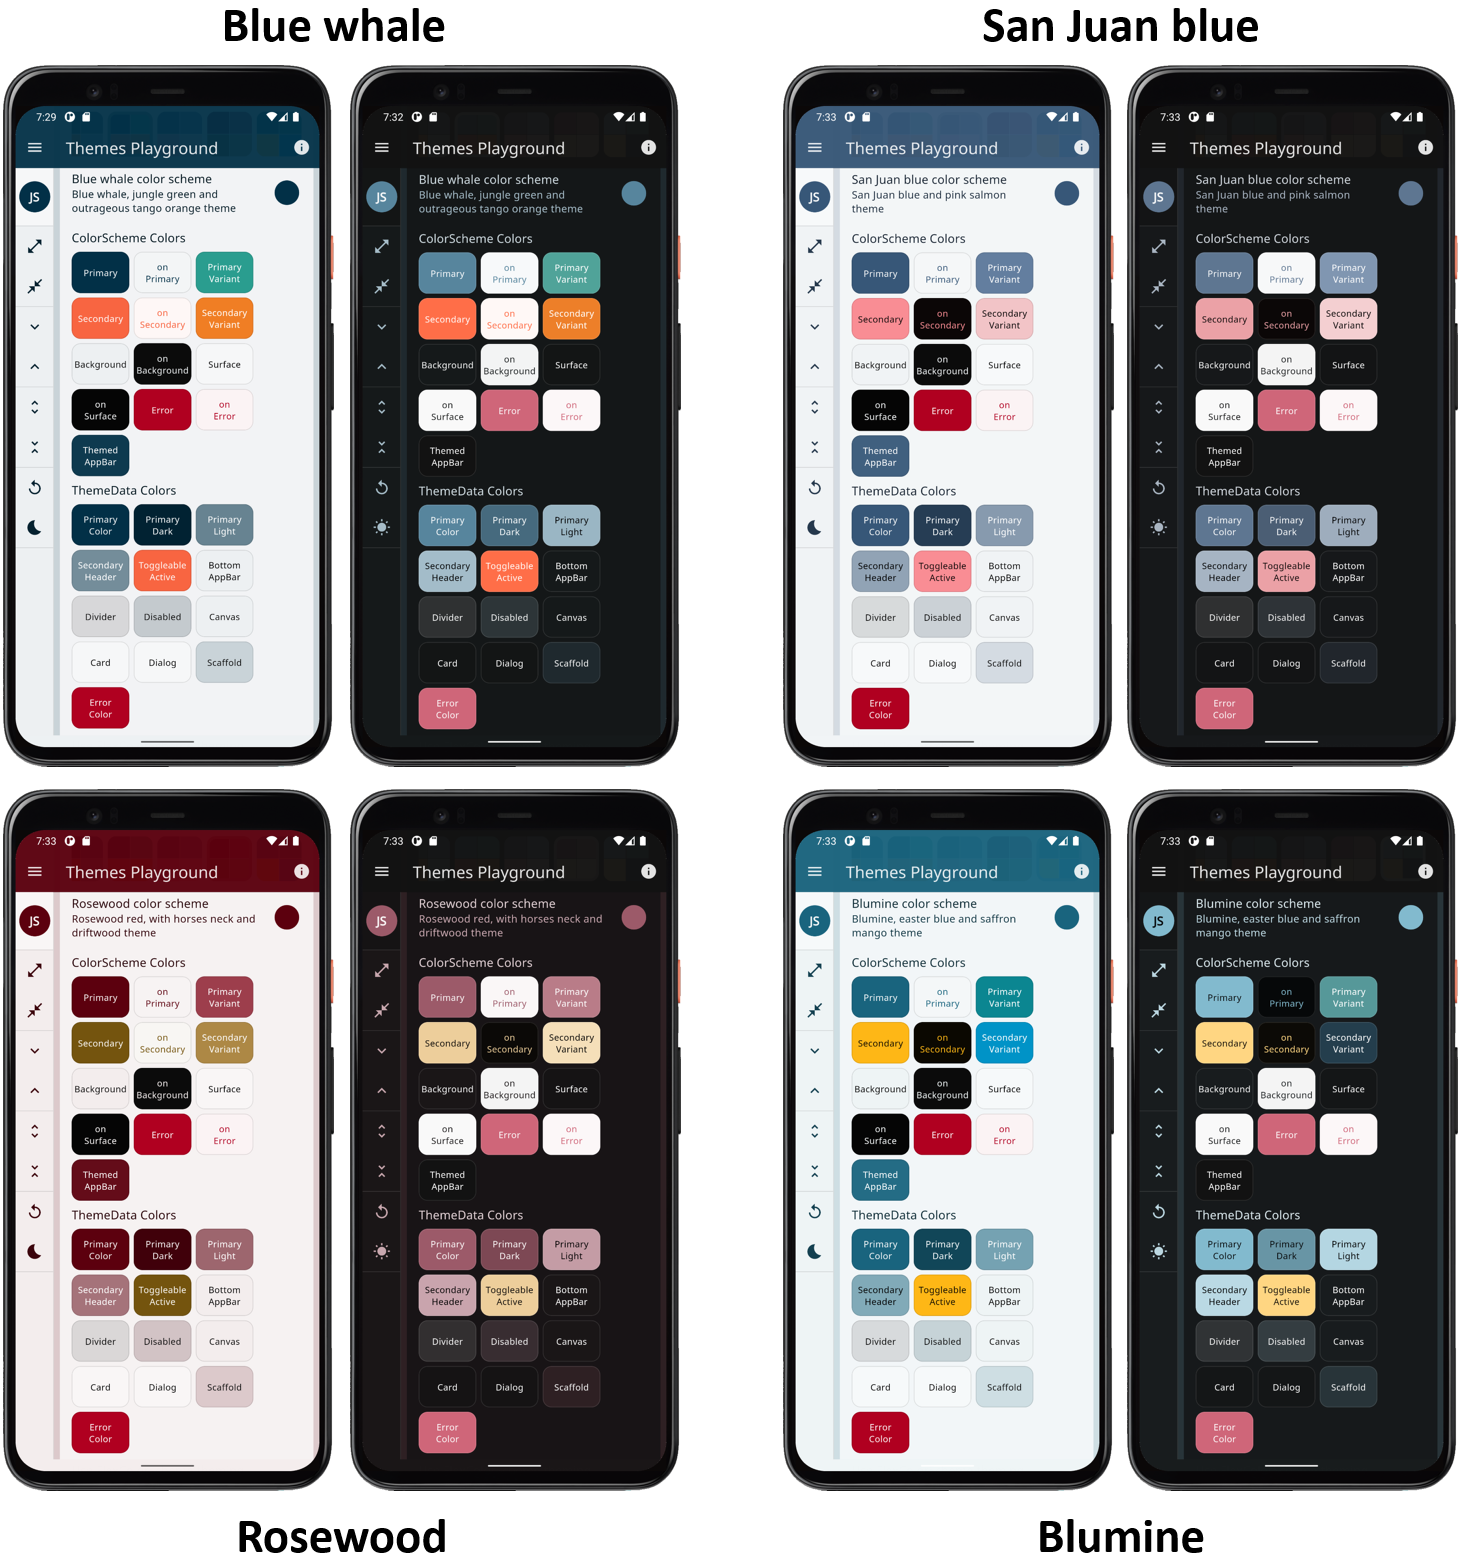 Blue whale
San Juan blue
7:29
Themes Playground
JS
Blue whale color scheme
Blue whale, jungle green and
outrageous tango orange theme
ColorScheme Colors
Primary
on
Primary
Primary
Variant
Secondary
on
Secondary
Secondary
Variant
Background
on
Background
Surface
on
Surface
Error
on
Error
Themed
AppBar
ThemeData Colors
Primary
Color
Primary
Dark
Primary
Light
Secondary
Header
Toggleable
Active
Bottom
AppBar
Divider
Disabled
Canvas
Card
Dialog
Scaffold
Error
Color
7:32
Themes Playground
JS
Blue whale color scheme
Blue whale, jungle green and
outrageous tango orange theme
ColorScheme Colors
Primary
on
Primary
Primary
Variant
Secondary
on
Secondary
Secondary
Variant
Background
on
Background
Surface
on
Surface
Error
on
Error
Themed
AppBar
ThemeData Colors
Primary
Color
Primary
Dark
Primary
Light
Secondary
Header
Toggleable
Active
Bottom
AppBar
Divider
Disabled
Canvas
Card
Dialog
Scaffold
Error
Color
7:33
Themes Playground
JS
San Juan blue color scheme
San Juan blue and pink salmon
theme
ColorScheme Colors
Primary
on
Primary
Primary
Variant
Secondary
on
Secondary
Secondary
Variant
Background
on
Background
Surface
on
Surface
Error
on
Error
Themed
AppBar
ThemeData Colors
Primary
Color
Primary
Dark
Primary
Light
Secondary
Header
Toggleable
Active
Bottom
AppBar
Divider
Disabled
Canvas
Card
Dialog
Scaffold
Error
Color
7:33
Themes Playground
JS
San Juan blue color scheme
San Juan blue and pink salmon
theme
ColorScheme Colors
Primary
on
Primary
Primary
Variant
Secondary
on
Secondary
Secondary
Variant
Background
on
Background
Surface
on
Surface
Error
on
Error
Themed
AppBar
ThemeData Colors
Primary
Color
Primary
Dark
Primary
Light
Secondary
Header
Toggleable
Active
Bottom
AppBar
Divider
Disabled
Canvas
Card
Dialog
Scaffold
Error
Color
7:33
Themes Playground
JS
Rosewood color scheme
Rosewood red, with horses neck and
driftwood theme
ColorScheme Colors
Primary
on
Primary
Primary
Variant
Secondary
on
Secondary
Secondary
Variant
Background
on
Background
Surface
on
Surface
Error
on
Error
Themed
AppBar
ThemeData Colors
Primary
Color
Primary
Dark
Primary
Light
Secondary
Header
Toggleable
Active
Bottom
AppBar
Divider
Disabled
Canvas
Card
Dialog
Scaffold
Error
Color
7:33
Themes Playground
JS
Rosewood color scheme
Rosewood red, with horses neck and
driftwood theme
ColorScheme Colors
Primary
on
Primary
Primary
Variant
Secondary
on
Secondary
Secondary
Variant
Background
on
Background
Surface
on
Surface
Error
on
Error
Themed
AppBar
ThemeData Colors
Primary
Color
Primary
Dark
Primary
Light
Secondary
Header
Toggleable
Active
Bottom
AppBar
Divider
Disabled
Canvas
Card
Dialog
Scaffold
Error
Color
7:33
Themes Playground
JS
Blumine color scheme
Blumine, easter blue and saffron
mango theme
ColorScheme Colors
Primary
on
Primary
Primary
Variant
Secondary
on
Secondary
Secondary
Variant
Background
on
Background
Surface
on
Surface
Error
on
Error
Themed
AppBar
ThemeData Colors
Primary
Color
Primary
Dark
Primary
Light
Secondary
Header
Toggleable
Active
Bottom
AppBar
Divider
Disabled
Canvas
Card
Dialog
Scaffold
Error
Color
7:33
Themes Playground
JS
Blumine color scheme
Blumine, easter blue and saffron
mango theme
ColorScheme Colors
Primary
on
Primary
Primary
Variant
Secondary
on
Secondary
Secondary
Variant
Background
on
Background
Surface
on
Surface
Error
on
Error
Themed
AppBar
ThemeData Colors
Primary
Color
Primary
Dark
Primary
Light
Secondary
Header
Toggleable
Active
Bottom
AppBar
Divider
Disabled
Canvas
Card
Dialog
Scaffold
Error
Color
Rosewood
Blumine